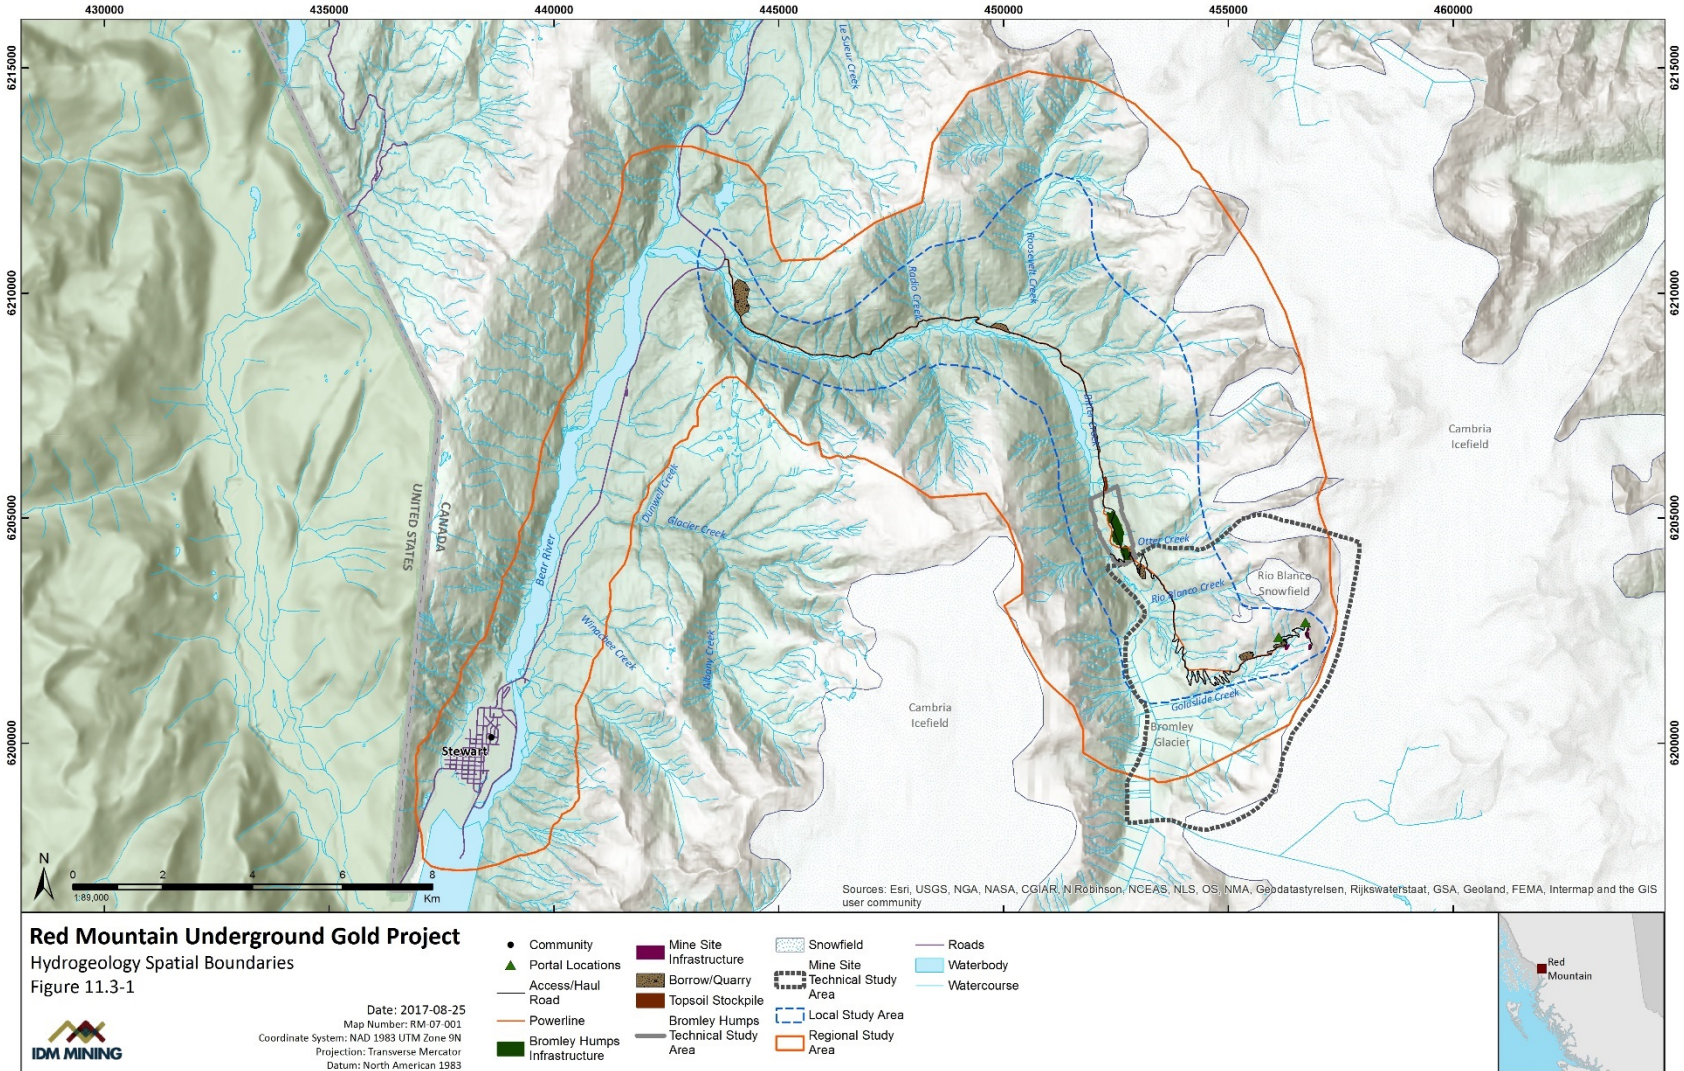 430000
435000
440000
445000
450000
455000
460000
6215000
6215000
6210000
6210000
6205000
6205000
6200000
6200000
Le Sueur Creek
Roosevelt Creek
Radio Creek
Bitter Creek
Cambria
Icefield
UNITED STATES
CANADA
Dunwell Creek
Glacier Creek
Bear River
Otter Creek
Rio Blanco
Snowfield
Rio Blanco Creek
Winachee Creek
Albany Creek
Goldslide Creek
Cambria
Icefield
Bromley
Glacier
Stewart
N
0
2
4
6
8
1:89,000
Km
Sources: Esri, USGS, NGA, NASA, CGIAR, N Robinson, NCEAS, NLS, OS, NMA, Geodatastyrelsen, Rijkswaterstaat, GSA, Geoland, FEMA, Intermap and the GIS
user community
Red Mountain Underground Gold Project
Hydrogeology Spatial Boundaries
Figure 11.3-1
Date: 2017-08-25
Map Number: RM-07-001
Coordinate System: NAD 1983 UTM Zone 9N
Projection: Transverse Mercator
Datum: North American 1983
IDM MINING
Community
Portal Locations
Access/Haul
Road
Powerline
Bromley Humps
Infrastructure
Mine Site
Infrastructure
Borrow/Quarry
Topsoil Stockpile
Bromley Humps
Technical Study
Area
Snowfield
Mine Site
Technical Study
Area
Local Study Area
Regional Study
Area
Roads
Waterbody
Watercourse
Red
Mountain